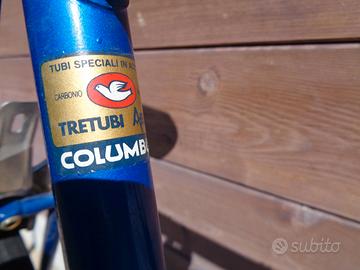 TUBI SPECIALI IN
CARBONIO
TRETUBI
COLUMB
subito